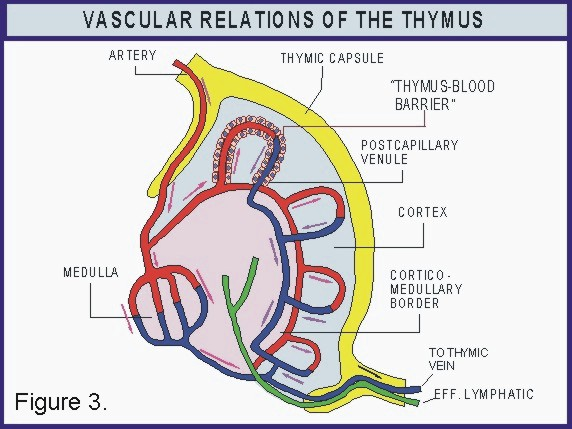 VASCULAR RELATIONS OF THE THYMUS
ARTERY
THYMIC CAPSULE
"THYMUS-BLOOD
BARRIER"
POSTCAPILLARY
VENULE
CORTEX
MEDULLA
CORTICO-
MEDULLARY
BORDER
TO THYMIC
VEIN
EFF. LYMPHATIC
Figure 3.